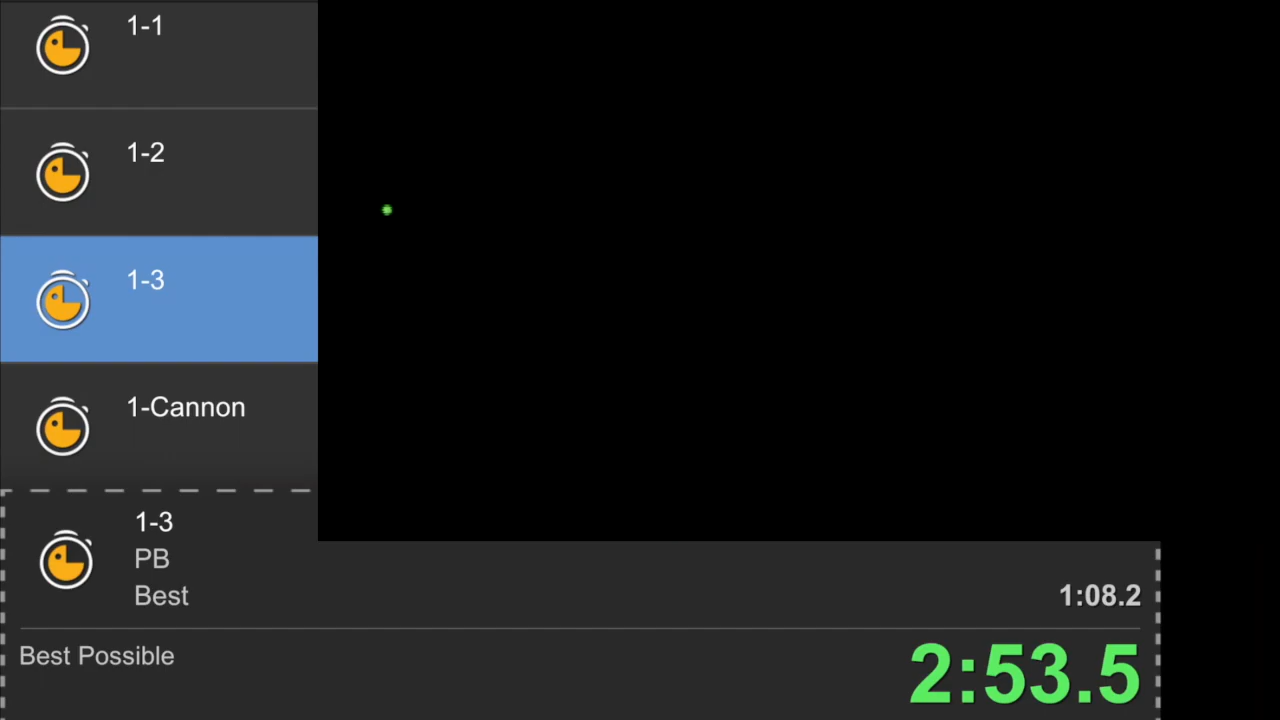 1-1
1-2
1-3
1-Cannon
1-3
PB
Best 1:08.2
Best Possible 2:53.5